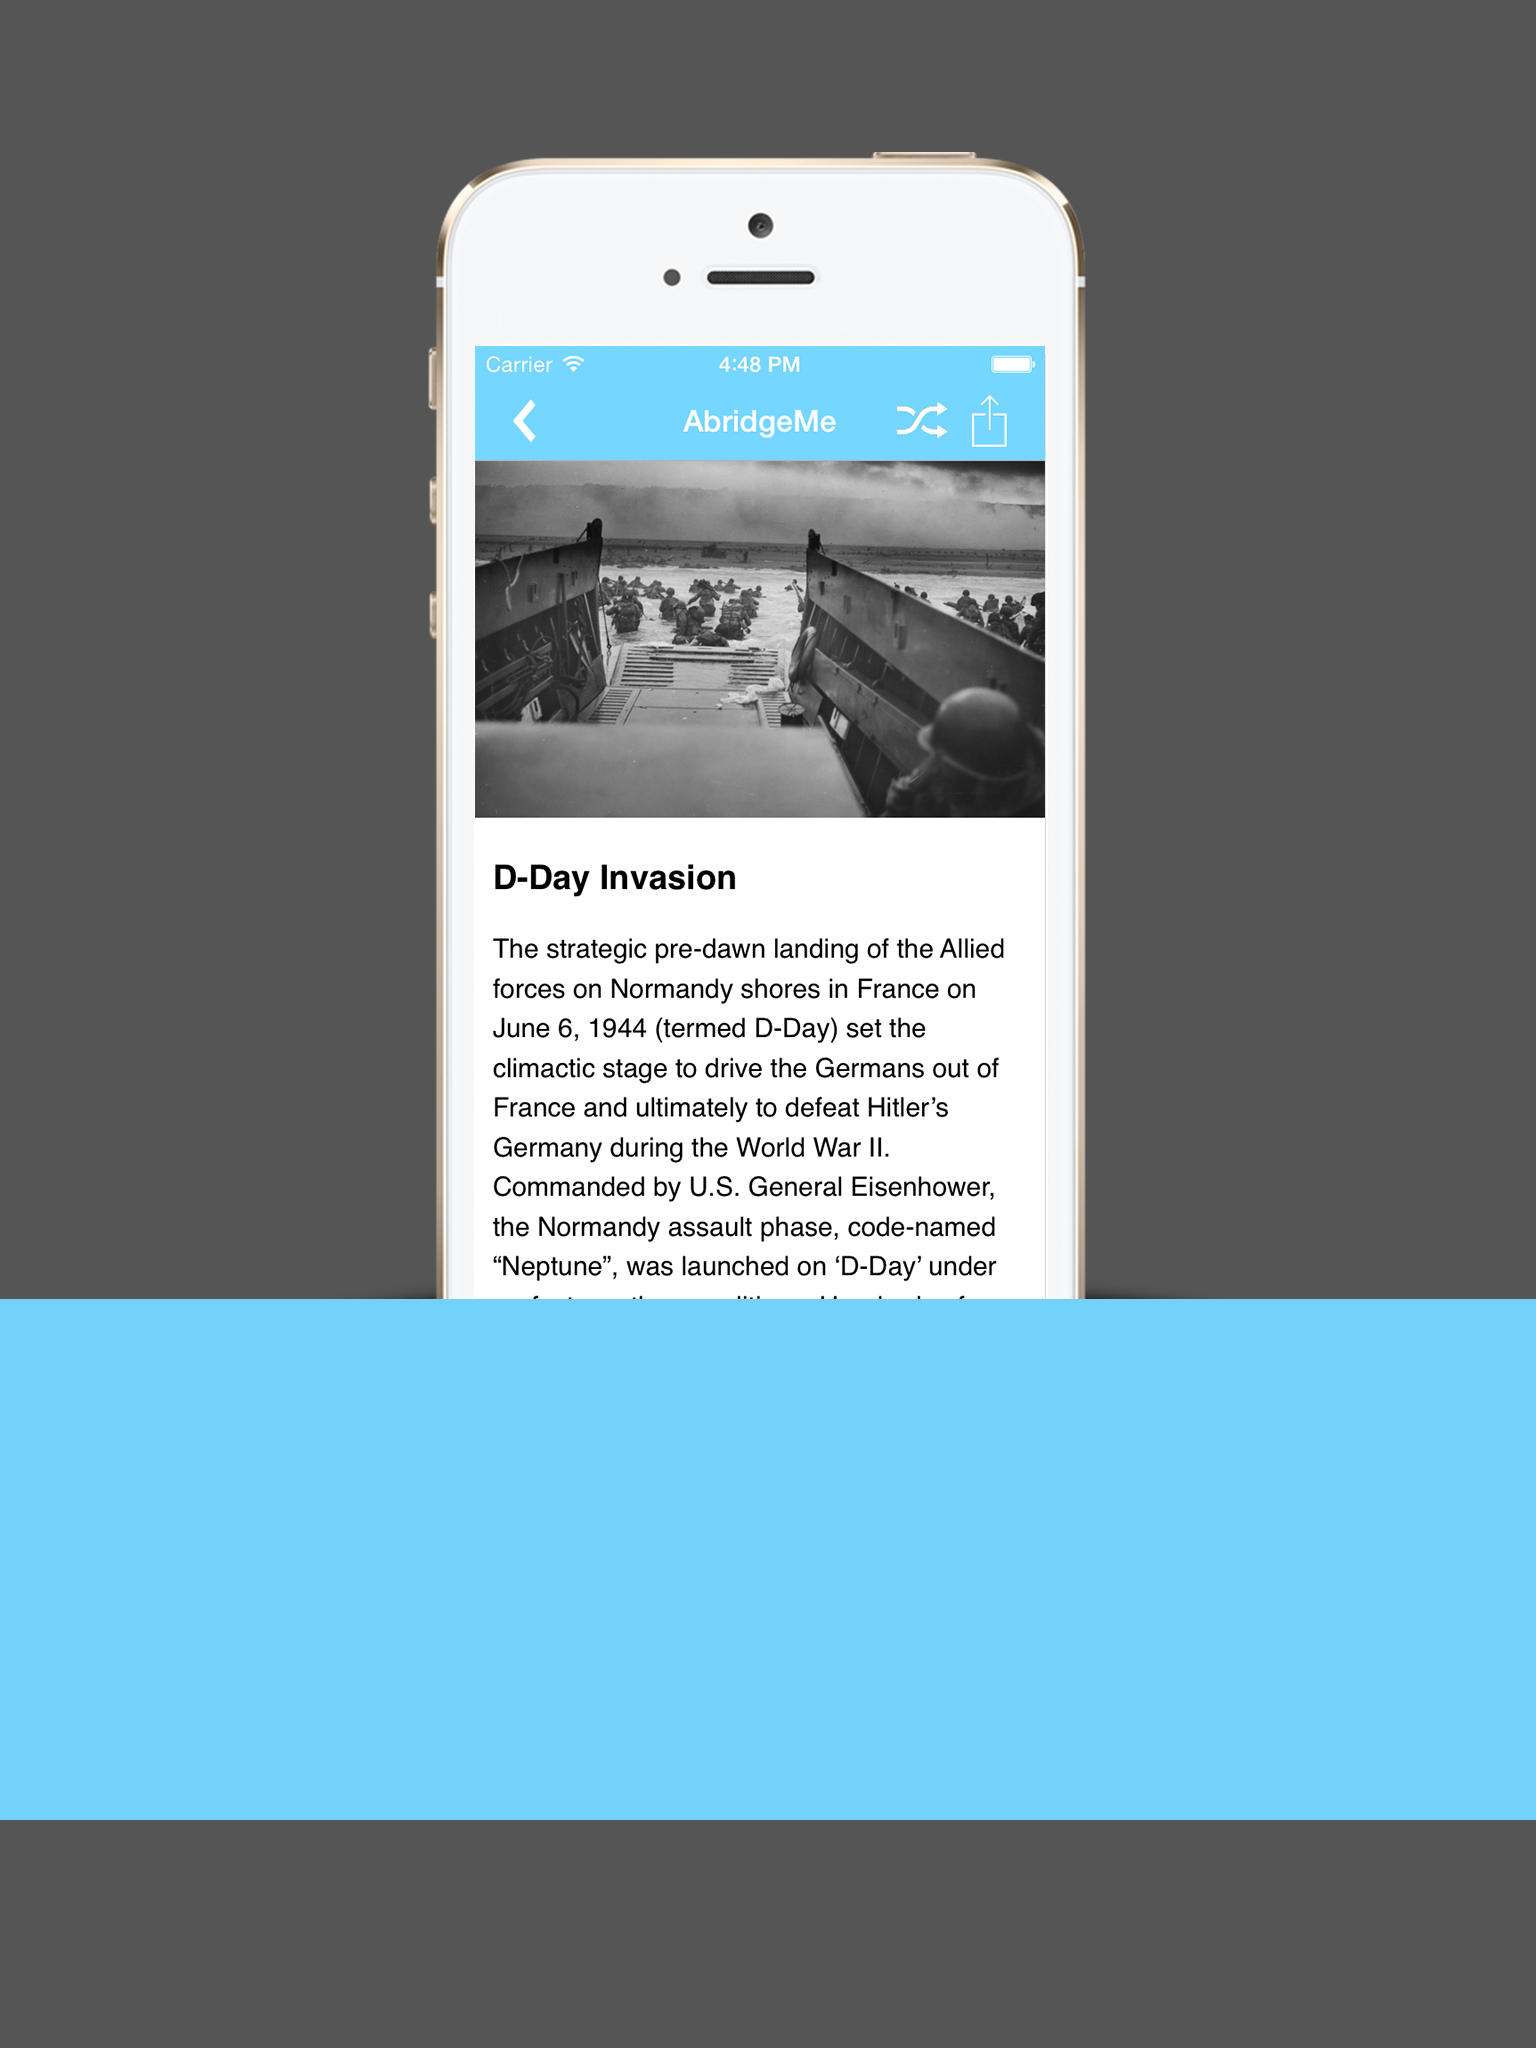 Carrier 4:48 PM
AbridgeMe
D-Day Invasion
The strategic pre-dawn landing of the Allied
forces on Normandy shores in France on
June 6, 1944 (termed D-Day) set the
climactic stage to drive the Germans out of
France and ultimately to defeat Hitler’s
Germany during the World War II.
Commanded by U.S. General Eisenhower,
the Normandy assault phase, code-named
“Neptune”, was launched on ‘D-Day’ under